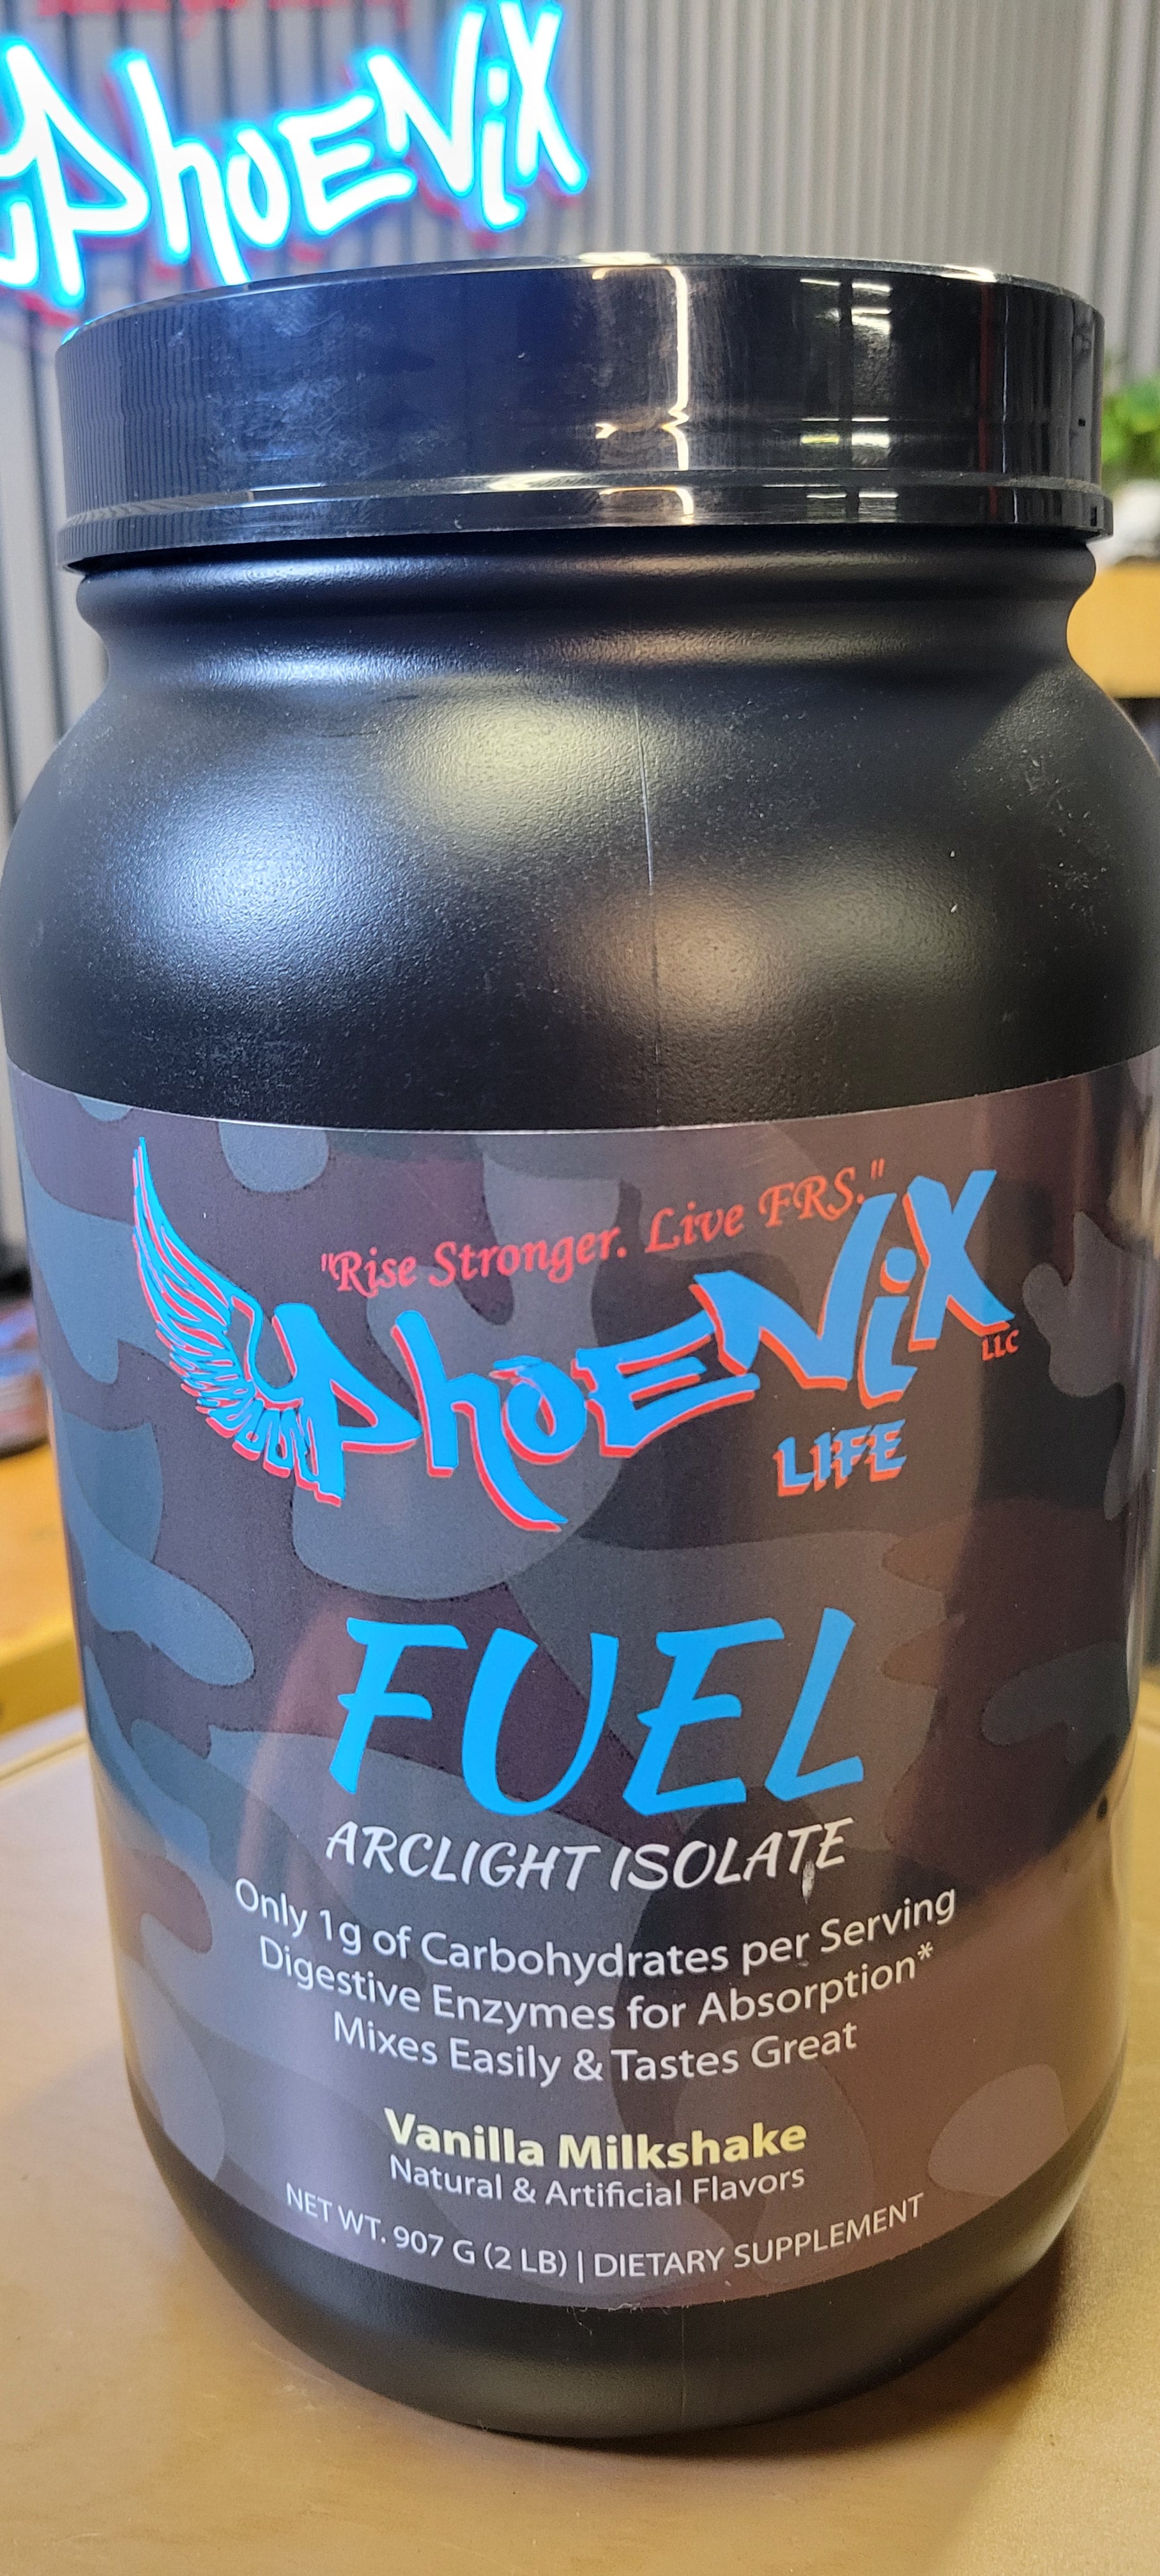 PhoENiX
"Rise Stronger. Live FRS."
PhoENiX
LLC
LIFE
FUEL
ARCLIGHT ISOLATE
Only 1g of Carbohydrates per Serving
Digestive Enzymes for Absorption*
Mixes Easily & Tastes Great
Vanilla Milkshake
Natural & Artificial Flavors
NET WT. 907 G (2 LB) | DIETARY SUPPLEMENT